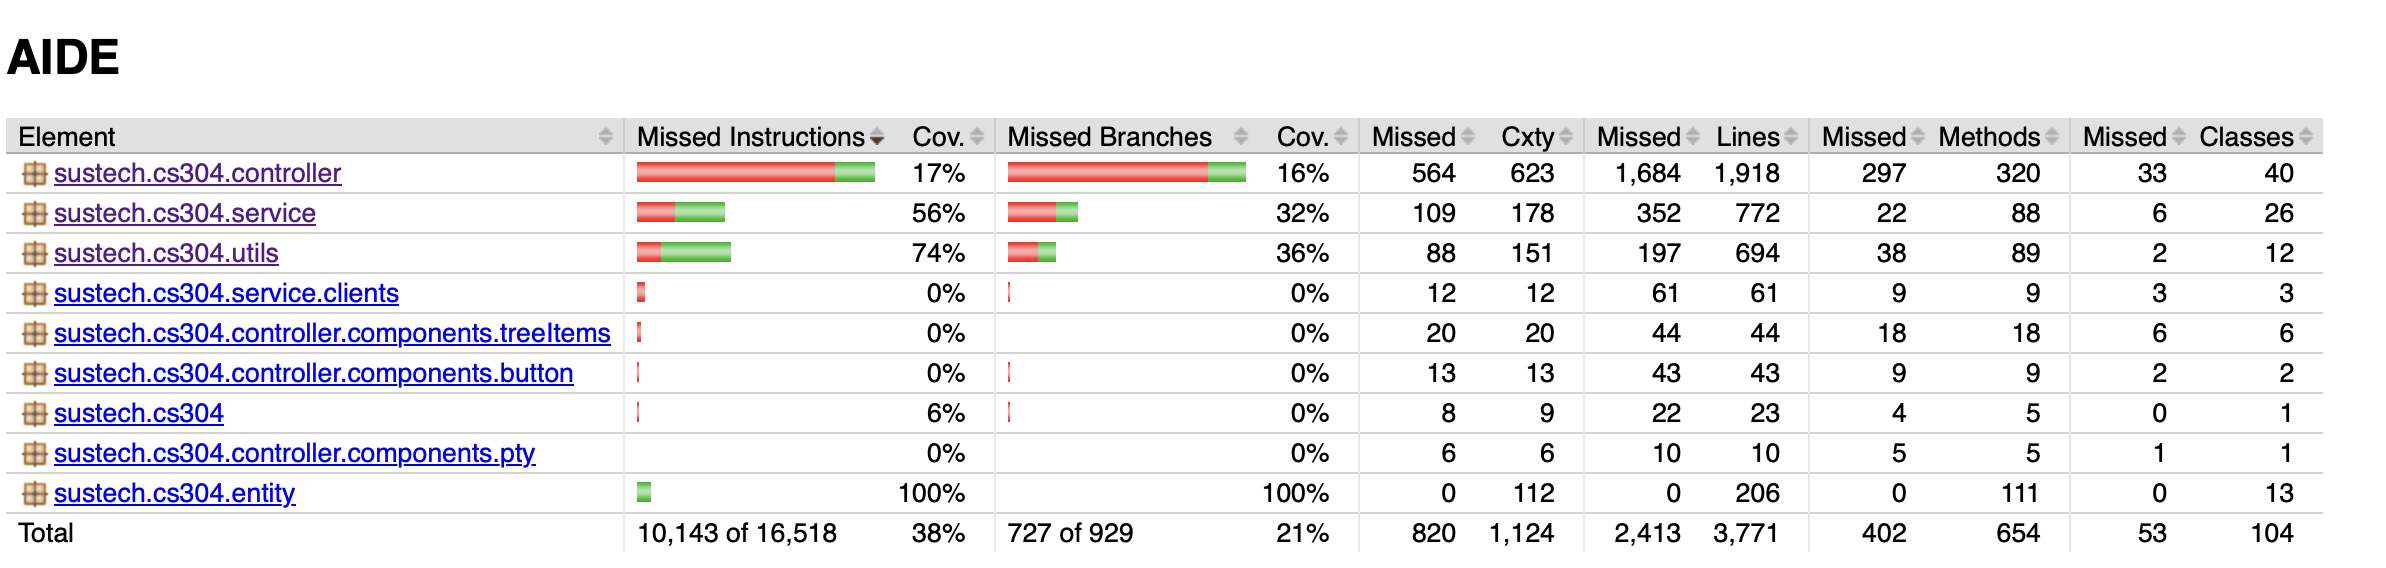 AIDE
Element Missed Instructions Cov. Missed Branches Cov. Missed Cxty Missed Lines Missed Methods Missed Classes
sustech.cs304.controller 17% 16% 564 623 1,684 1,918 297 320 33 40
sustech.cs304.service 56% 32% 109 178 352 772 22 88 6 26
sustech.cs304.utils 74% 36% 88 151 197 694 38 89 2 12
sustech.cs304.service.clients 0% 0% 12 12 61 61 9 9 3 3
sustech.cs304.controller.components.treeItems 0% 0% 20 20 44 44 18 18 6 6
sustech.cs304.controller.components.button 0% 0% 13 13 43 43 9 9 2 2
sustech.cs304 6% 0% 8 9 22 23 4 5 0 1
sustech.cs304.controller.components.pty 0% 0% 6 6 10 10 5 5 1 1
sustech.cs304.entity 100% 100% 0 112 0 206 0 111 0 13
Total 10,143 of 16,518 38% 727 of 929 21% 820 1,124 2,413 3,771 402 654 53 104